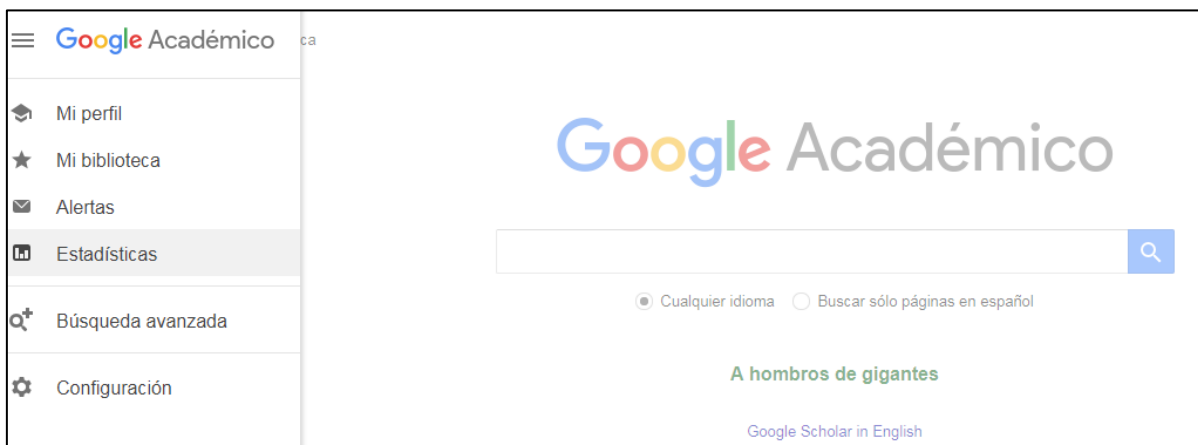 Google Académico
ca
Mi perfil
Mi biblioteca
Alertas
Estadísticas
Búsqueda avanzada
Configuración
Google Académico
Cualquier idioma Buscar sólo páginas en español
A hombros de gigantes
Google Scholar in English